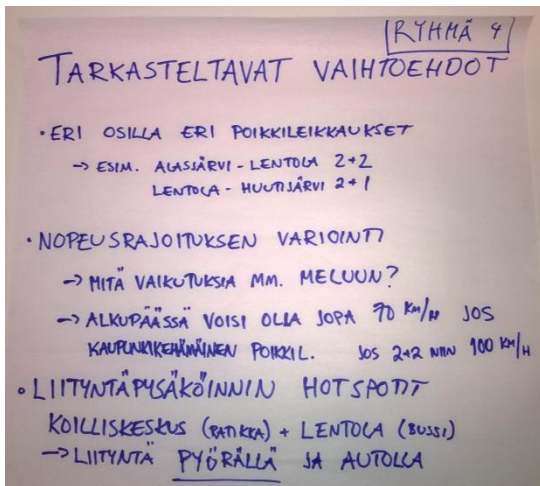 RYHMÄ 4
TARKASTELTAVAT VAIHTOEHDOT
• ERI OSILLA ERI POIKKILEIKKAUKSET
→ ESIM. ALASJÄRVI - LENTOLA 2+2
LENTOLA - HUUTIJÄRVI 2+1
• NOPEUSRAJOITUKSEN VARIOINTI
→ MITÄ VAIKUTUKSIA MM. MELUUN?
→ ALKUPÄÄSSÄ VOISI OLLA JOPA 70 KM/H JOS
KAUPUNKIKEHÄMÄINEN POIKKIL. JOS 2+2 NIIN 100 KM/H
• LIITYNTÄPYSÄKÖINNIN HOTSPOTIT
KOILLISKESKUS (RATIKKA) + LENTOLA (BUSSI)
→ LIITYNTÄ PYÖRÄLLÄ JA AUTOLLA